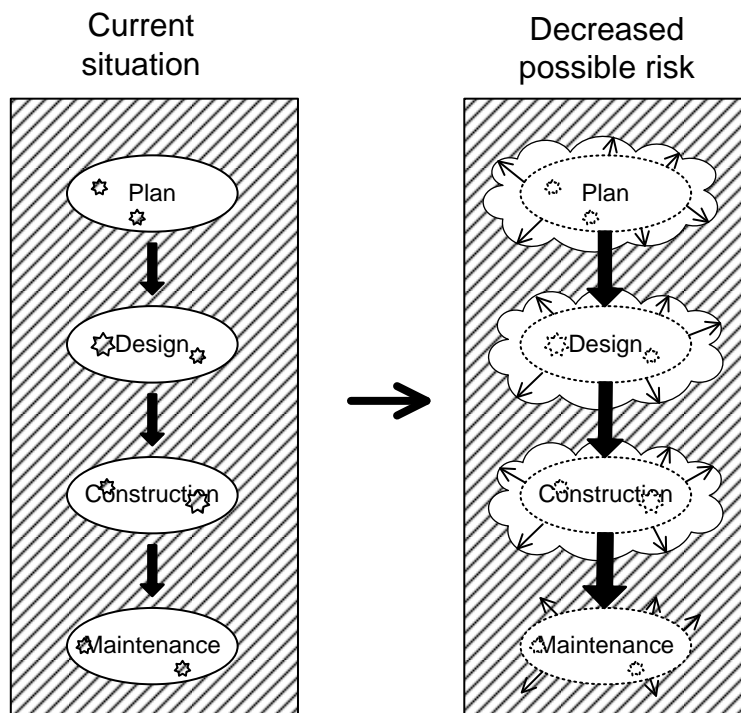 Current
situation
Plan
Design
Construction
Maintenance
Decreased
possible risk
Plan
Design
Construction
Maintenance